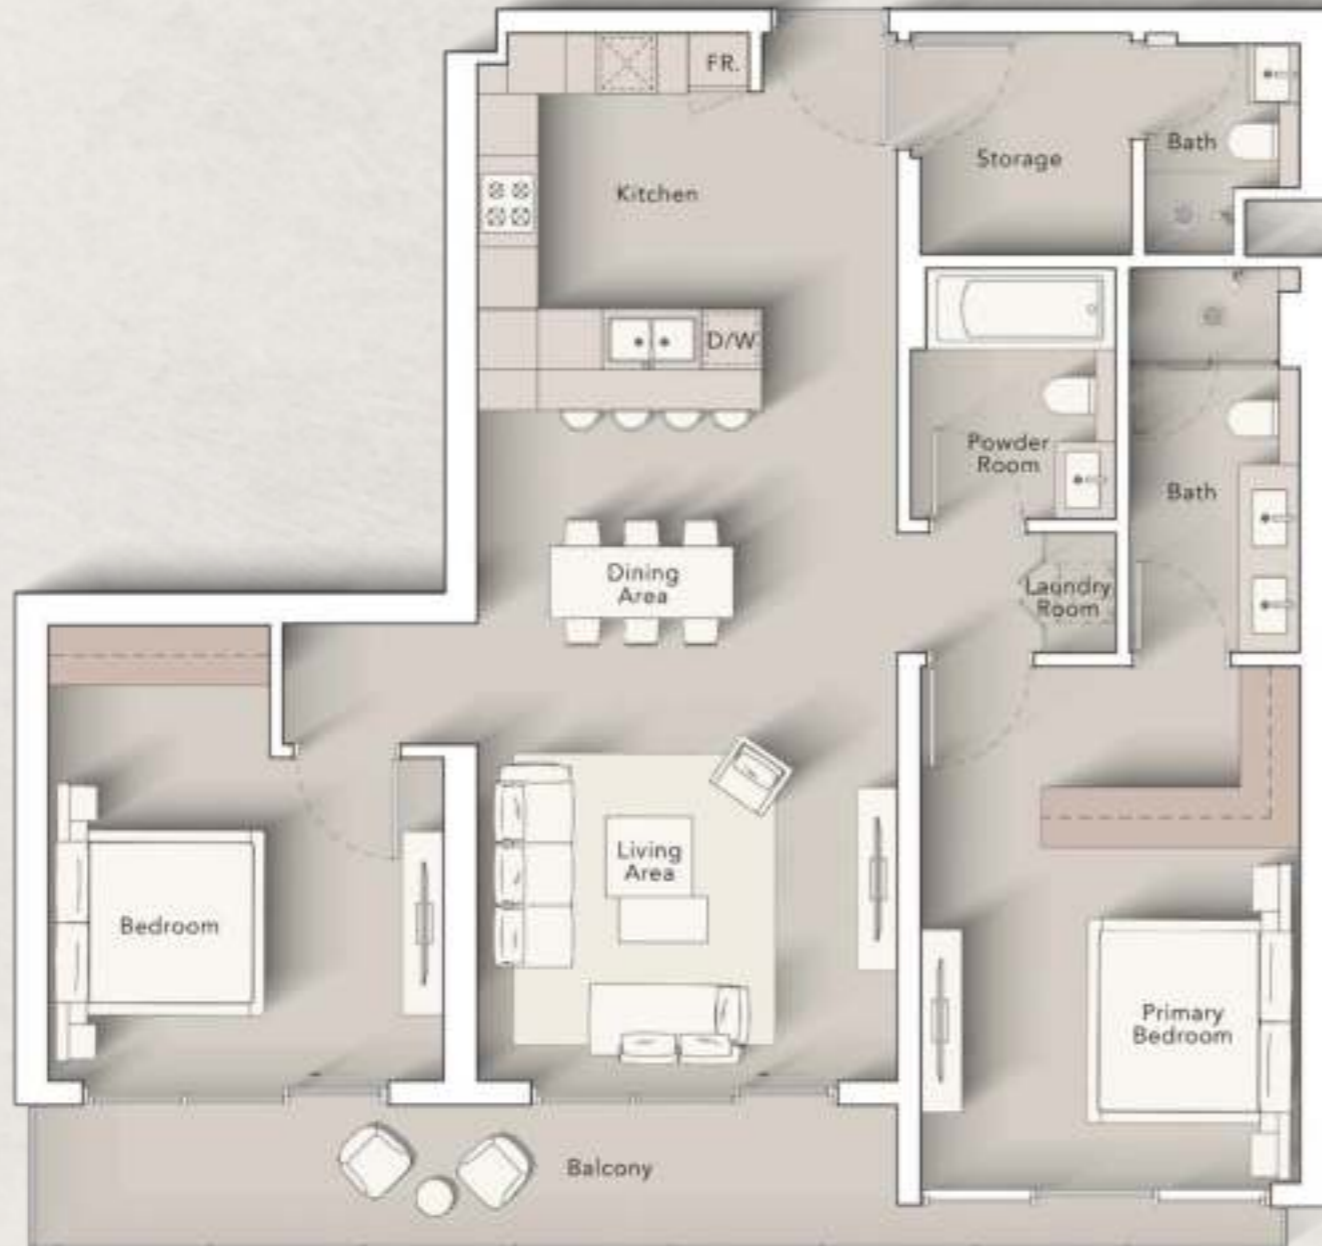 FR.
Bath
Storage
Kitchen
D/W
Powder
Room
Bath
Dining
Area
Laundry
Room
Living
Area
Bedroom
Primary
Bedroom
Balcony